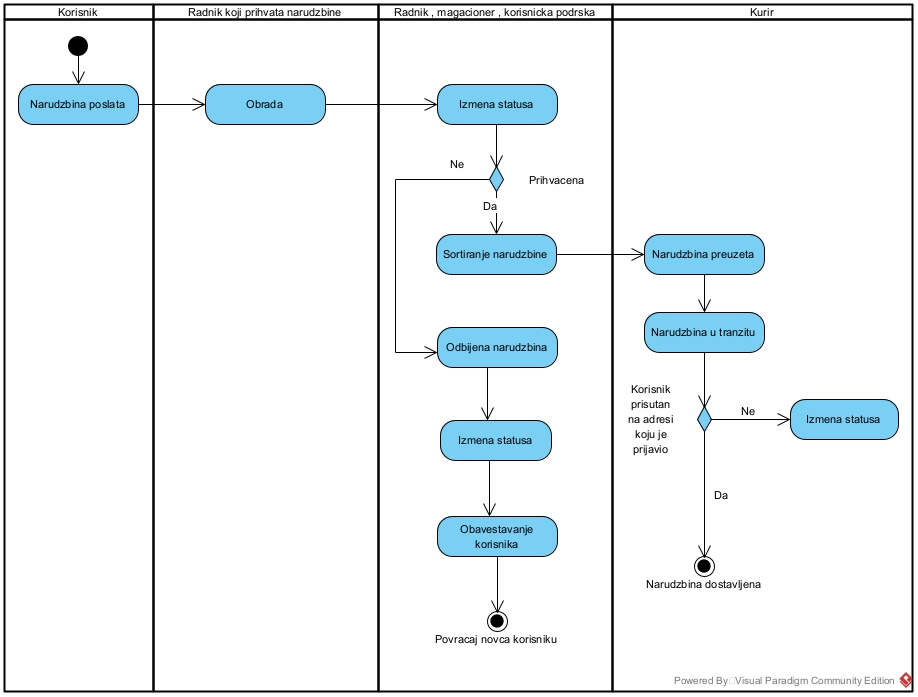 Korisnik
Radnik koji prihvata narudzbine
Radnik , magacioner , korisnicka podrska
Kurir
Narudzbina poslata
Obrada
Izmena statusa
Ne
Prihvacena
Da
Sortiranje narudzbine
Narudzbina preuzeta
Narudzbina u tranzitu
Odbijena narudzbina
Korisnik
prisutan
na adresi
koju je
prijavio
Ne
Izmena statusa
Izmena statusa
Da
Obavestavanje
korisnika
Narudzbina dostavljena
Povracaj novca korisniku
Powered By Visual Paradigm Community Edition